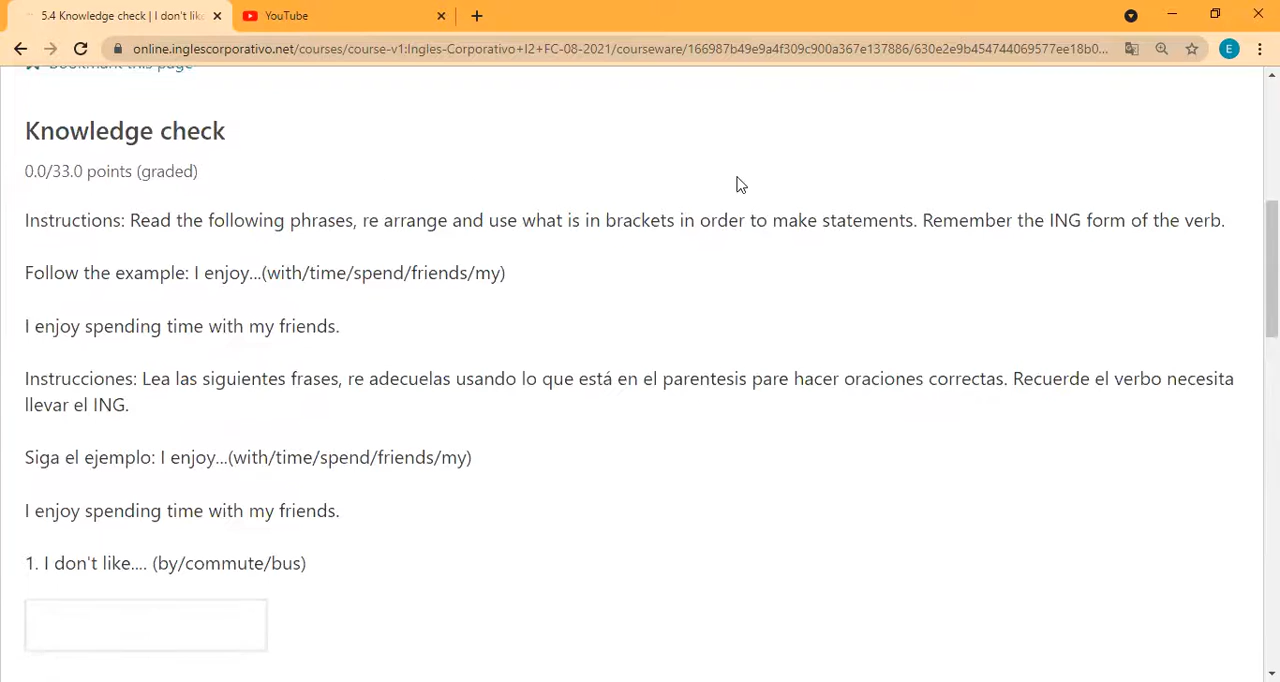 5.4 Knowledge check | I don't like
YouTube
online.inglescorporativo.net/courses/course-v1:Ingles-Corporativo+I2+FC-08-2021/courseware/166987b49e9a4f309c900a367e137886/630e2e9b454744069577ee18b0...
E
Bookmark this page
Knowledge check
0.0/33.0 points (graded)
Instructions: Read the following phrases, re arrange and use what is in brackets in order to make statements. Remember the ING form of the verb.
Follow the example: I enjoy...(with/time/spend/friends/my)
I enjoy spending time with my friends.
Instrucciones: Lea las siguientes frases, re adecuelas usando lo que está en el parentesis pare hacer oraciones correctas. Recuerde el verbo necesita
llevar el ING.
Siga el ejemplo: I enjoy...(with/time/spend/friends/my)
I enjoy spending time with my friends.
1. I don't like.... (by/commute/bus)